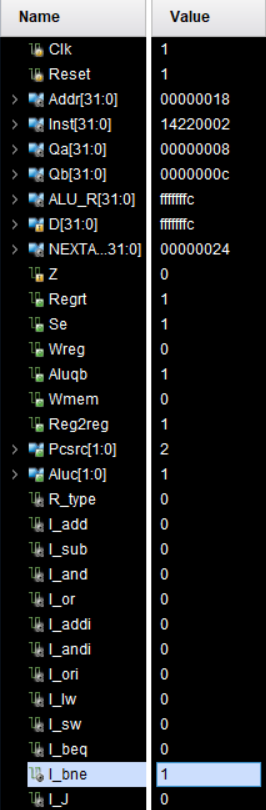 Name Value
Clk 1
Reset 1
Addr[31:0] 00000018
Inst[31:0] 14220002
Qa[31:0] 00000008
Qb[31:0] 0000000c
ALU_R[31:0] fffffffc
D[31:0] fffffffc
NEXTA...31:0] 00000024
Z 0
Regrt 1
Se 1
Wreg 0
Aluqb 1
Wmem 0
Reg2reg 1
Pcsrc[1:0] 2
Aluc[1:0] 1
R_type 0
I_add 0
I_sub 0
I_and 0
I_or 0
I_addi 0
I_andi 0
I_ori 0
I_lw 0
I_sw 0
I_beq 0
I_bne 1
I_J 0